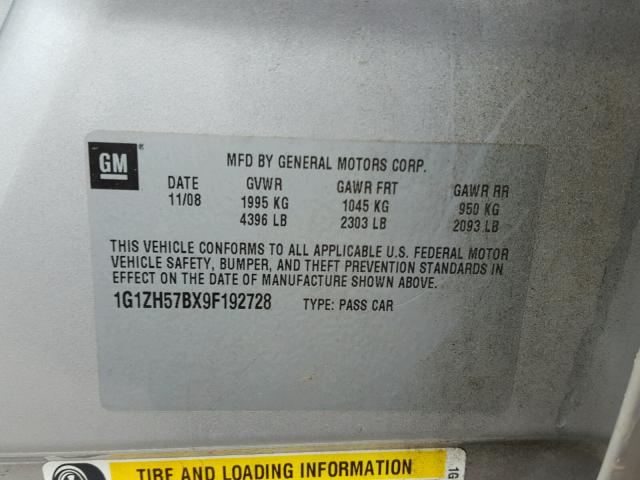 GM ® MFD BY GENERAL MOTORS CORP.
DATE GVWR GAWR FRT GAWR RR
11/08 1995 KG 1045 KG 950 KG
4396 LB 2303 LB 2093 LB
THIS VEHICLE CONFORMS TO ALL APPLICABLE U.S. FEDERAL MOTOR
VEHICLE SAFETY, BUMPER, AND THEFT PREVENTION STANDARDS IN
EFFECT ON THE DATE OF MANUFACTURE SHOWN ABOVE.
1G1ZH57BX9F192728 TYPE: PASS CAR
TIRE AND LOADING INFORMATION
1G